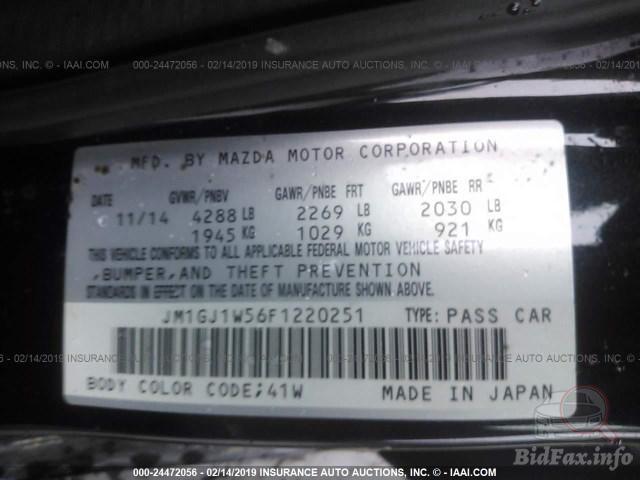 000-24472056 - 02/14/2019 INSURANCE AUTO AUCTIONS, INC. - © IAAI.COM
MFD. BY MAZDA MOTOR CORPORATION
DATE GVWR/PNBV GAWR/PNBE FRT GAWR/PNBE RR
11/14 4288 LB 2269 LB 2030 LB
1945 KG 1029 KG 921 KG
THIS VEHICLE CONFORMS TO ALL APPLICABLE FEDERAL MOTOR VEHICLE SAFETY
,BUMPER,AND THEFT PREVENTION
STANDARDS IN EFFECT ON THE DATE OF MANUFACTURE SHOWN ABOVE.
JM1GJ1W56F1220251 TYPE: PASS CAR
BODY COLOR CODE;41W MADE IN JAPAN
BidFax.info
000-24472056 - 02/14/2019 INSURANCE AUTO AUCTIONS, INC. - © IAAI.COM